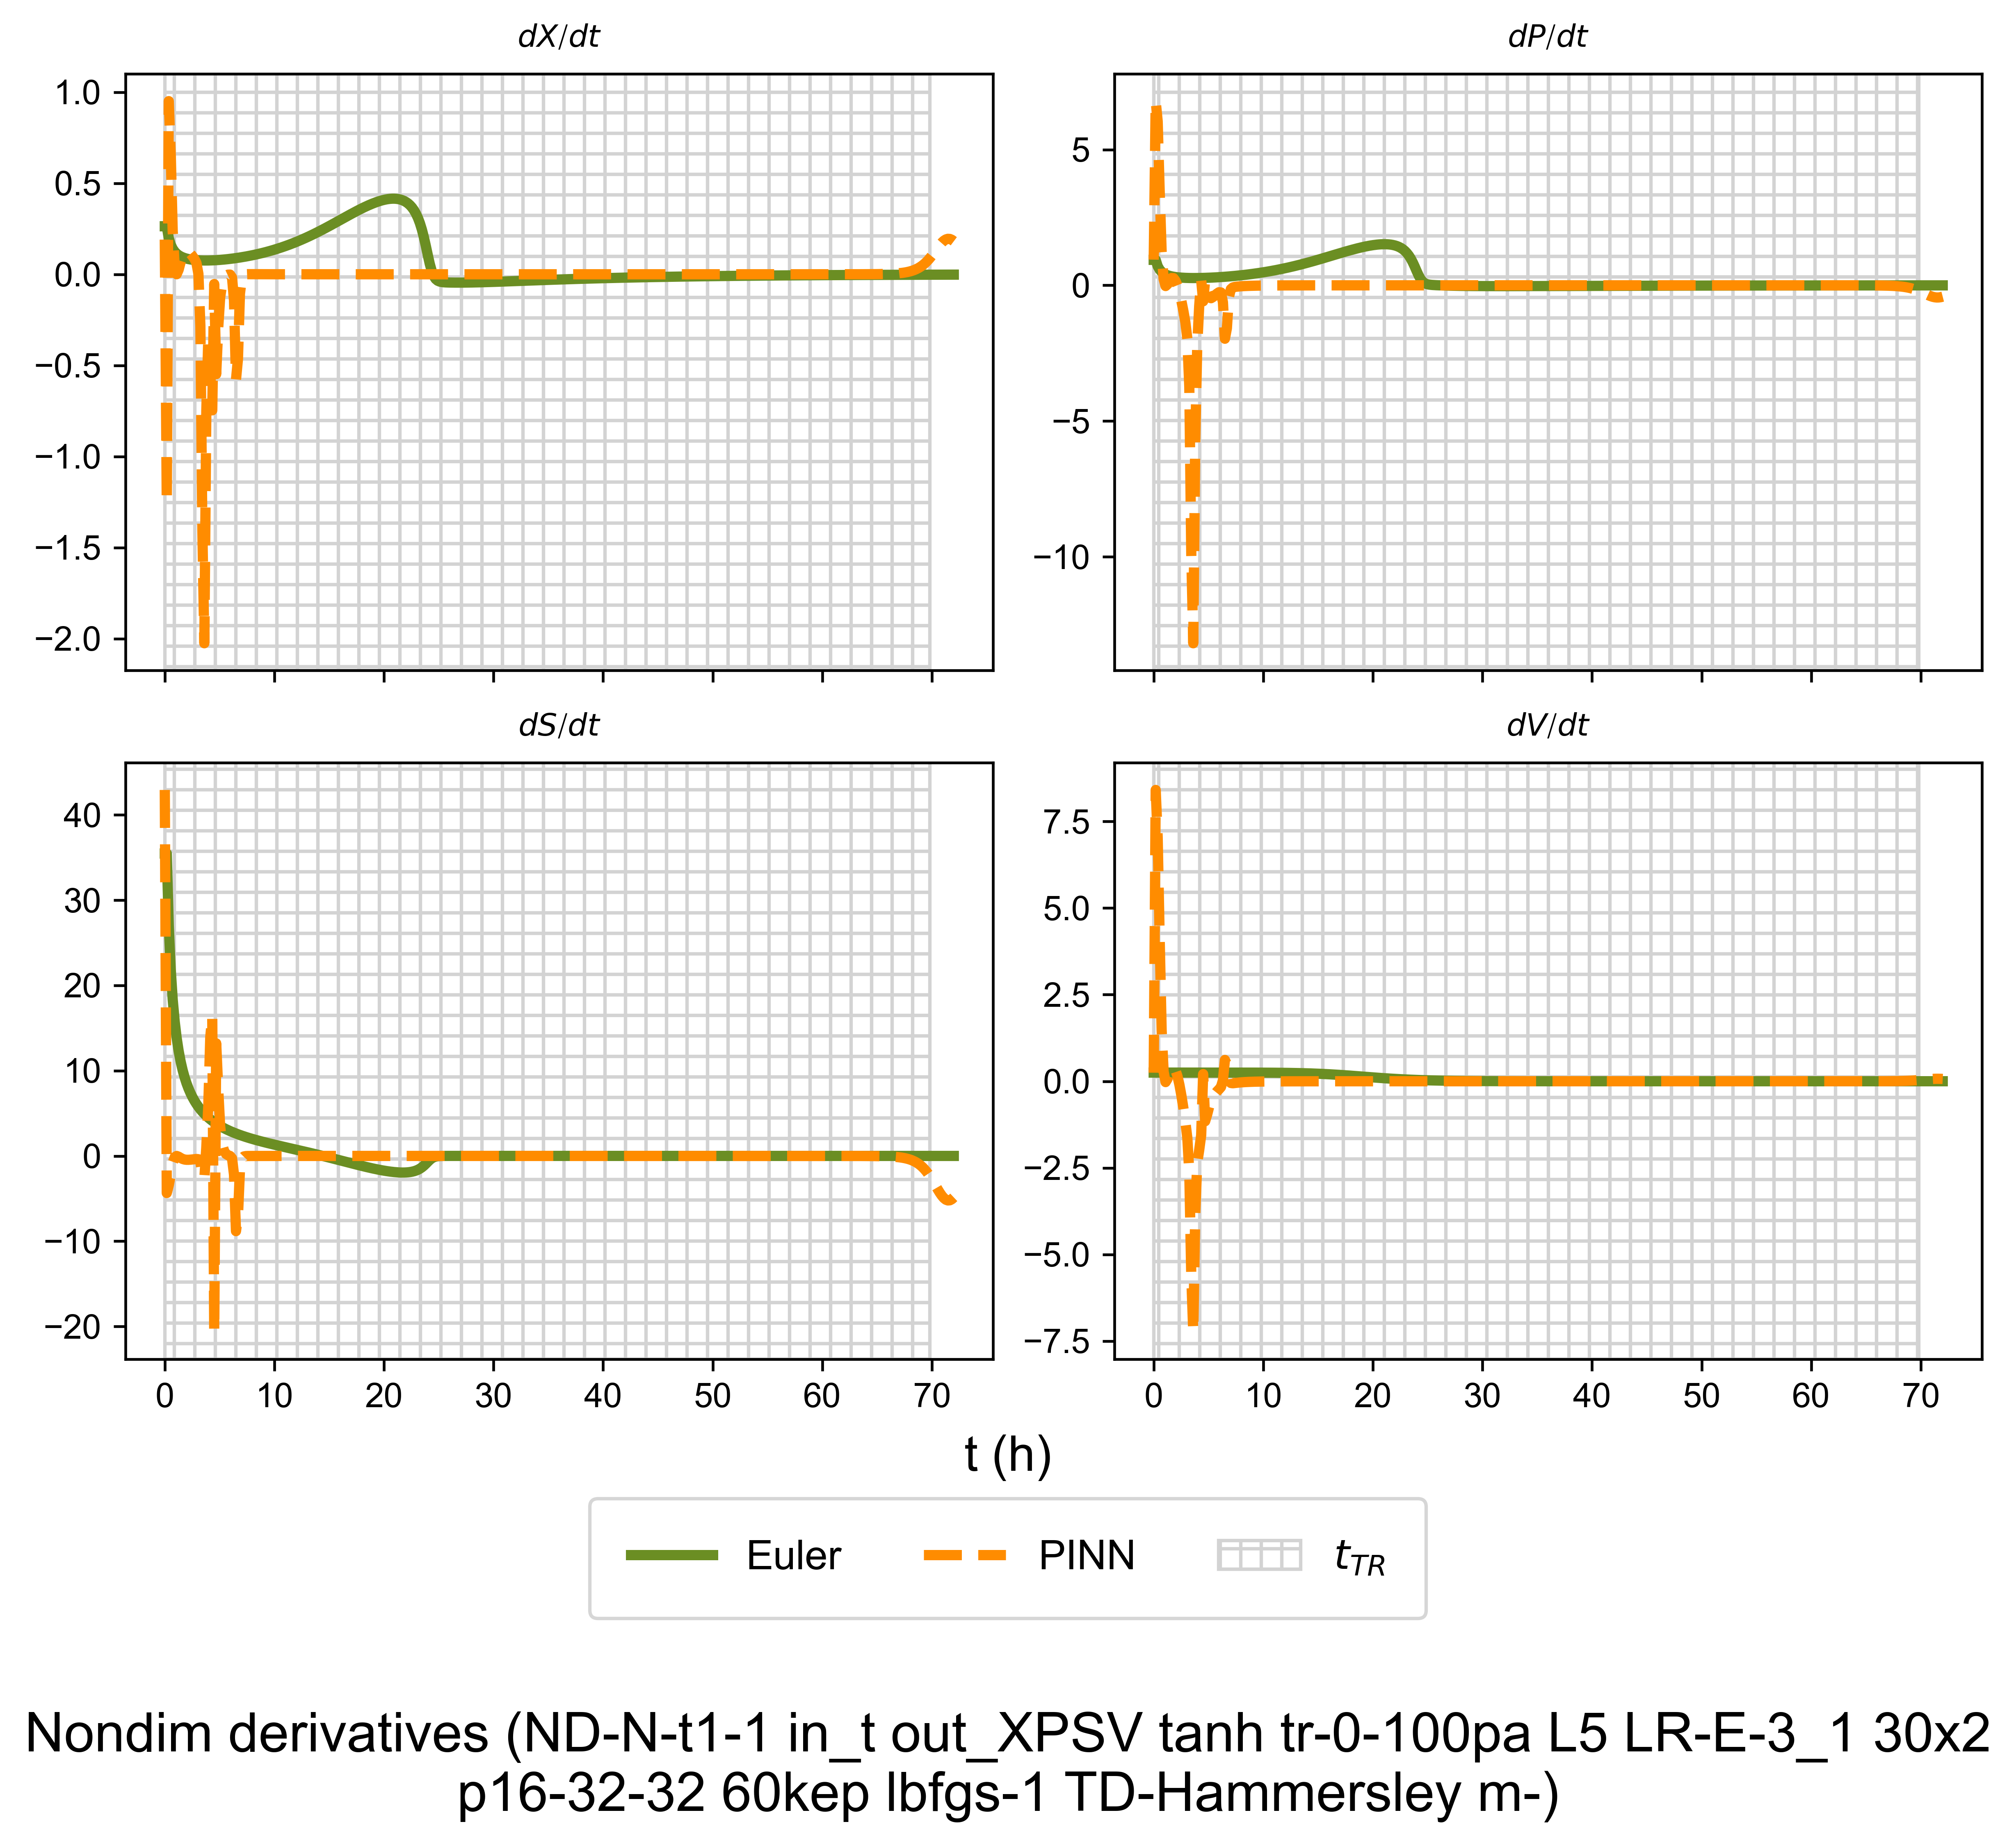 dX/dt
dP/dt
1.0
0.5
0.0
−0.5
−1.0
−1.5
−2.0
5
0
−5
−10
dS/dt
dV/dt
40
30
20
10
0
−10
−20
7.5
5.0
2.5
0.0
−2.5
−5.0
−7.5
0 10 20 30 40 50 60 70
0 10 20 30 40 50 60 70
t (h)
Euler PINN t_{TR}
Nondim derivatives (ND-N-t1-1 in_t out_XPSV tanh tr-0-100pa L5 LR-E-3_1 30x2
p16-32-32 60kep lbfgs-1 TD-Hammersley m-)